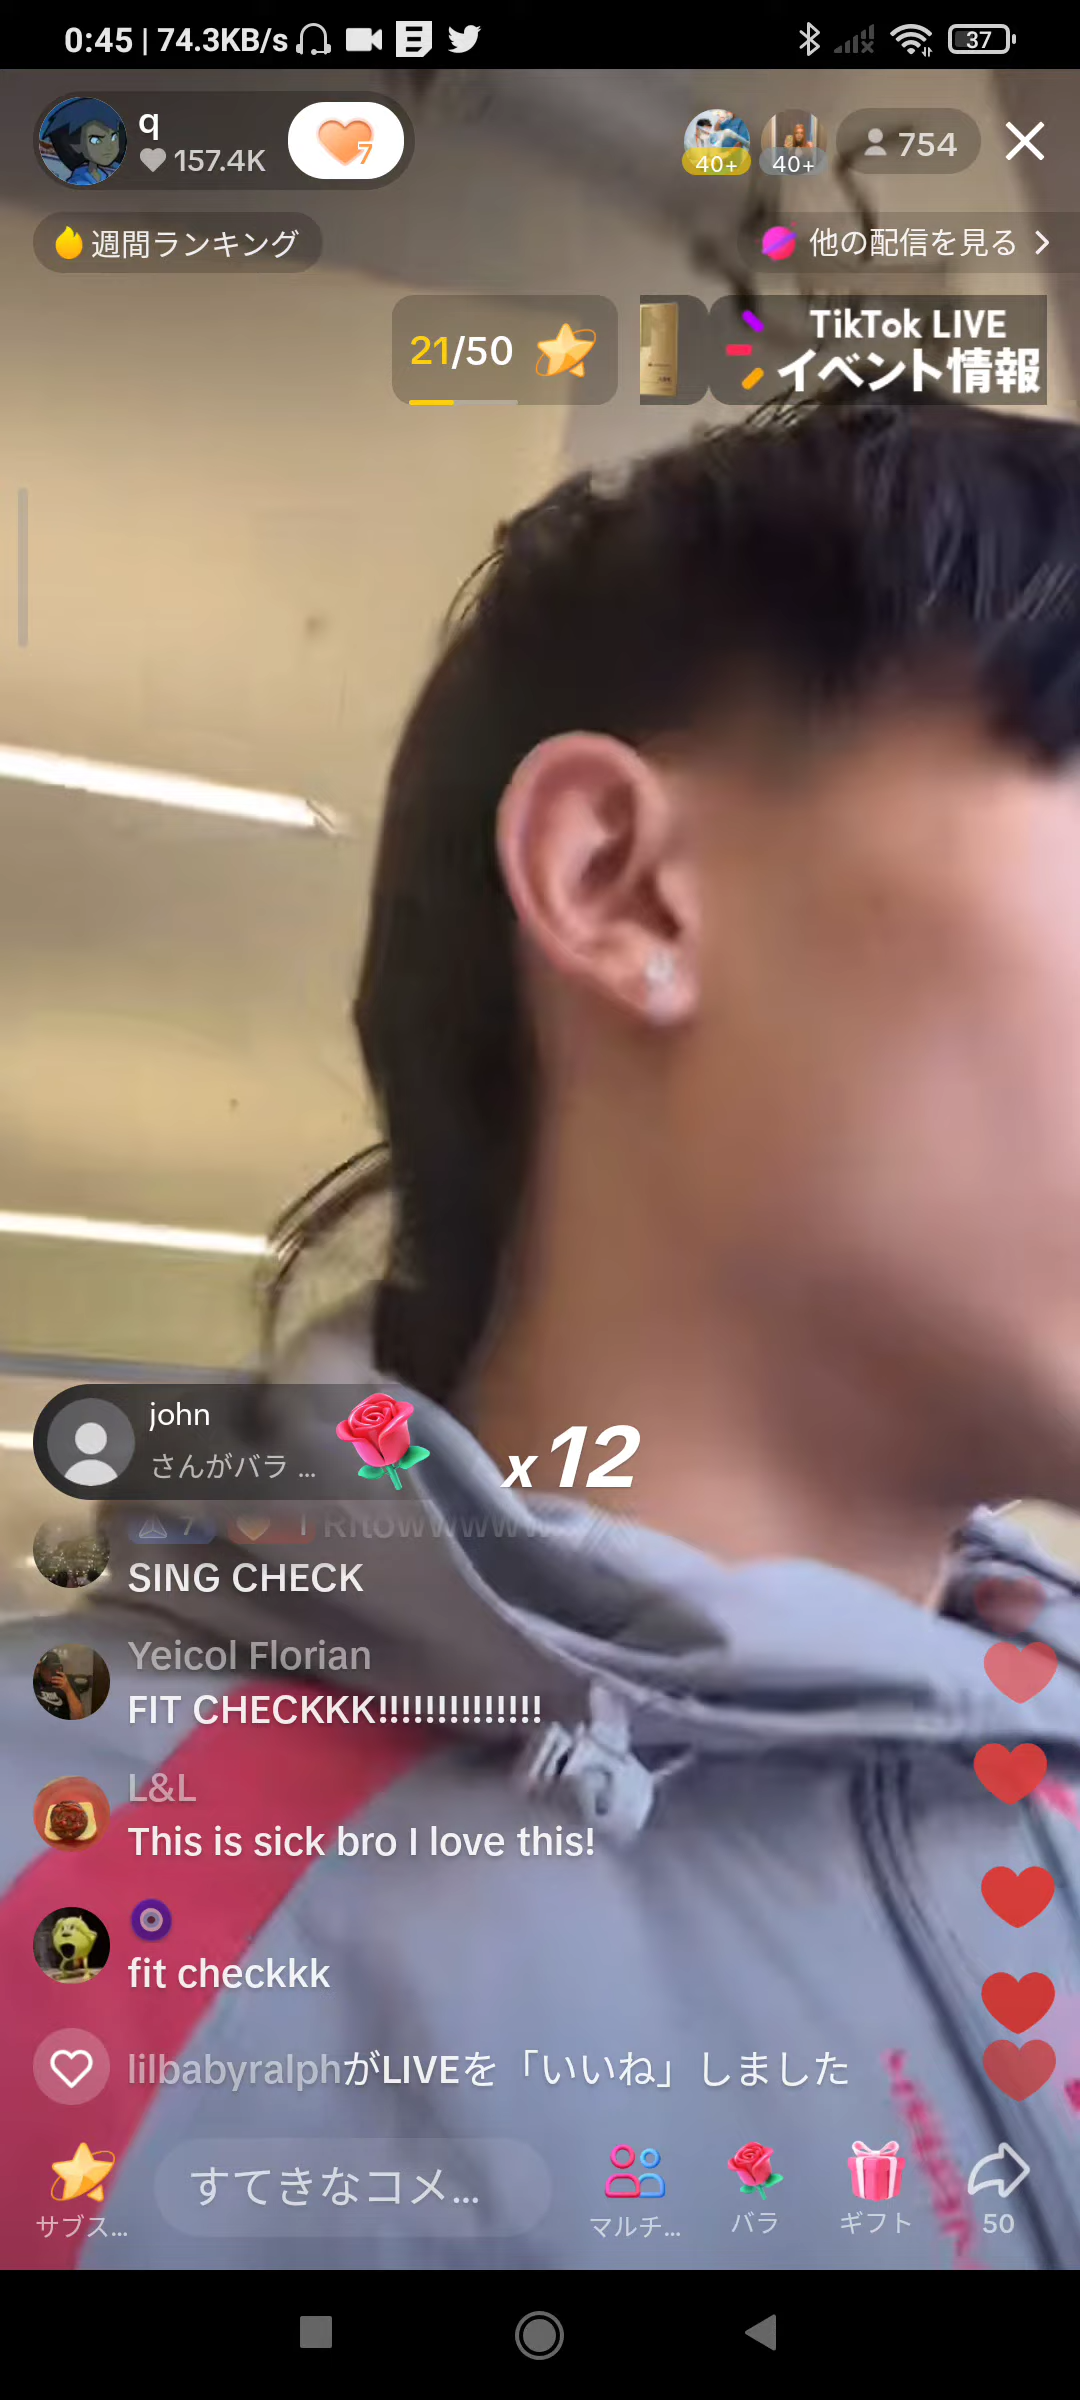 0:45 | 74.3KB/s
37
q
157.4K
7
40+
40+
754
週間ランキング
他の配信を見る
21/50
TikTok LIVE
イベント情報
john
さんがバラ ...
x12
7
1 Ritowwwww
SING CHECK
Yeicol Florian
FIT CHECKKK!!!!!!!!!!!!!!
L&L
This is sick bro I love this!
fit checkkk
lilbabyralphがLIVEを「いいね」しました
サブス...
すてきなコメ...
マルチ...
バラ
ギフト
50